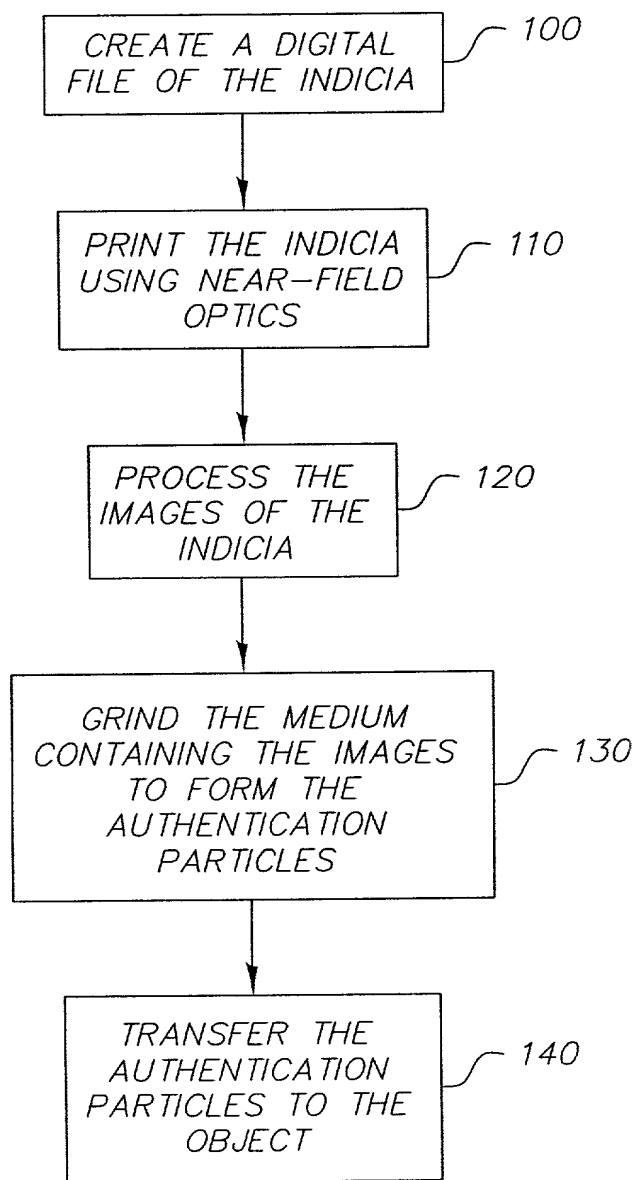 CREATE A DIGITAL
FILE OF THE INDICIA
100
PRINT THE INDICIA
USING NEAR-FIELD
OPTICS
110
PROCESS THE
IMAGES OF THE
INDICIA
120
GRIND THE MEDIUM
CONTAINING THE IMAGES
TO FORM THE
AUTHENTICATION
PARTICLES
130
TRANSFER THE
AUTHENTICATION
PARTICLES TO THE
OBJECT
140